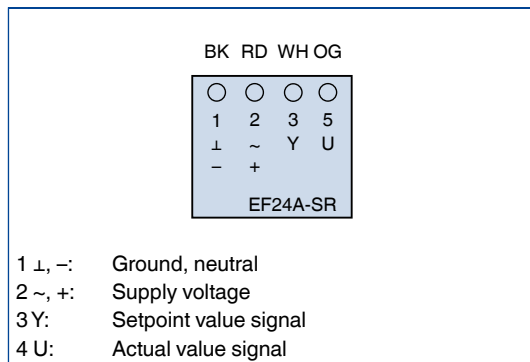 BK RD WH OG
1 2 3 5
⊥ ~ Y U
– +
EF24A-SR
1 ⊥, –: Ground, neutral
2 ~, +: Supply voltage
3 Y: Setpoint value signal
4 U: Actual value signal